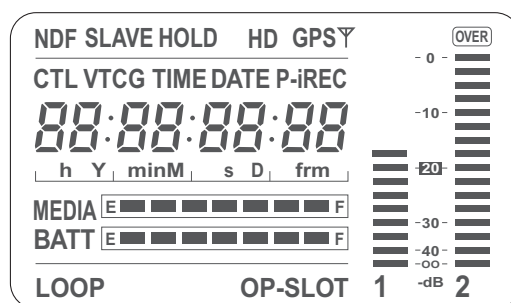 NDF SLAVE HOLD HD GPS
CTL VTCG TIME DATE P-iREC
88:88:88:88
h Y minM s D frm
MEDIA E F
BATT E F
LOOP OP-SLOT
OVER
0
-10-
-20-
-30-
-40-
-∞-
1 -dB 2